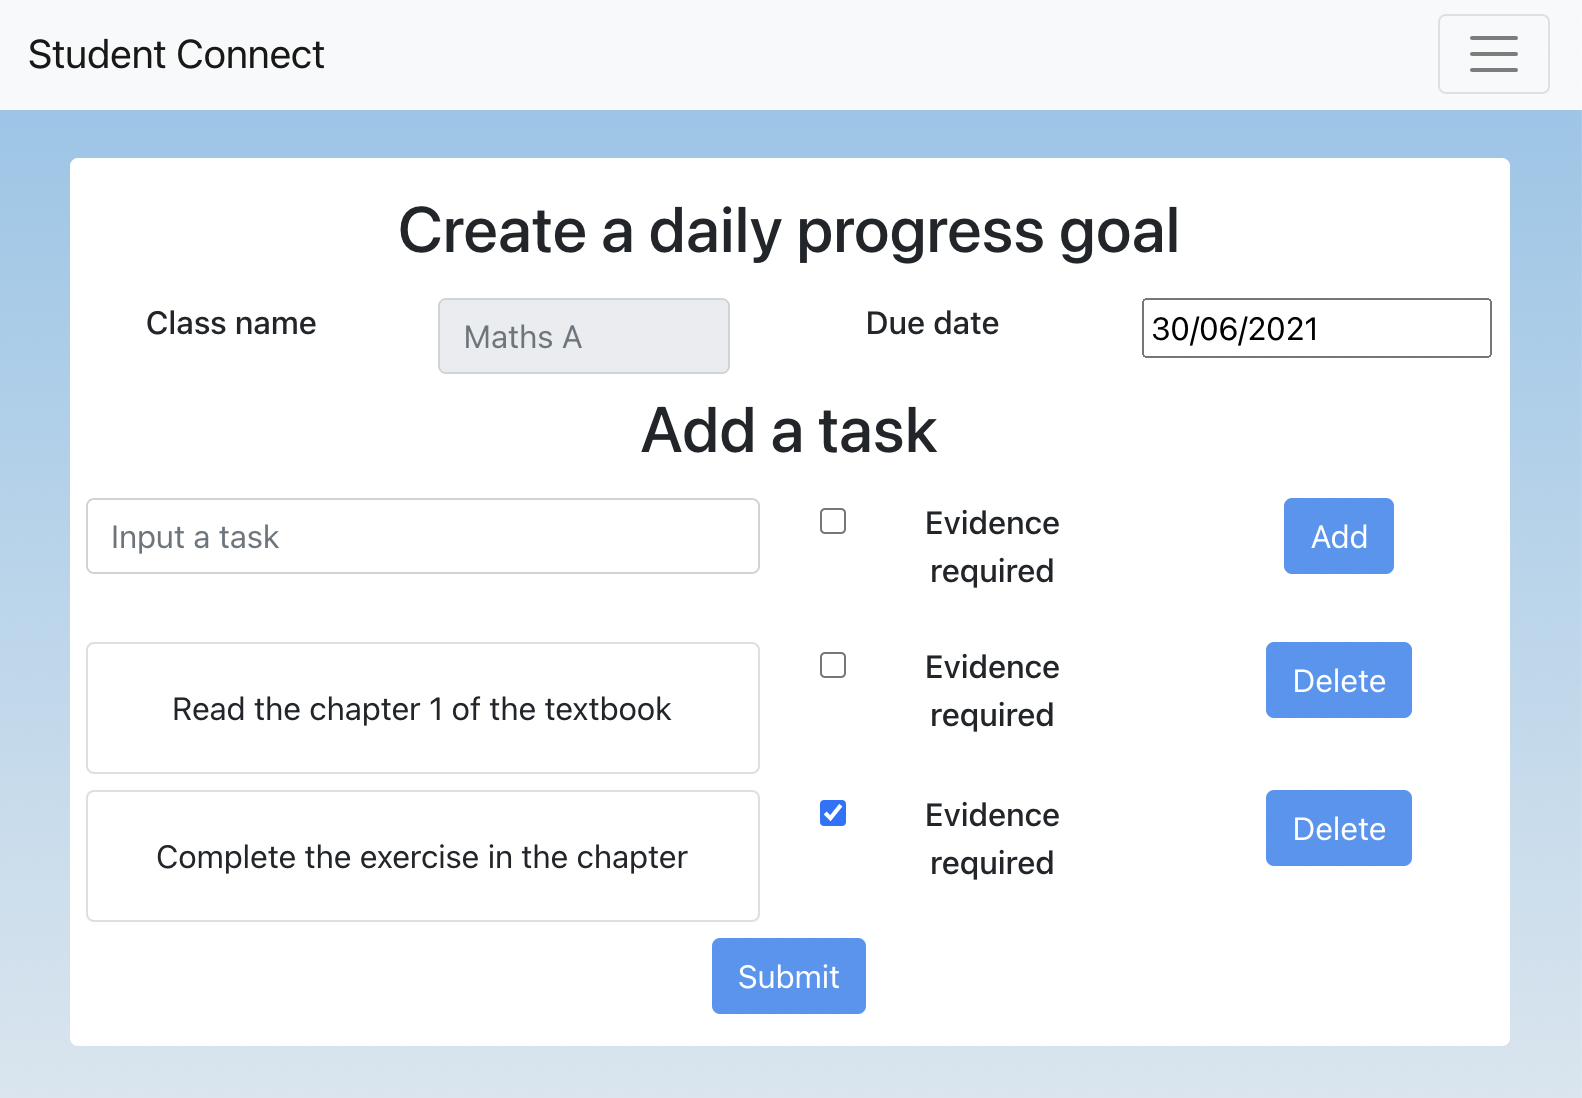 Student Connect
Create a daily progress goal
Class name
Maths A
Due date
30/06/2021
Add a task
Input a task
Evidence
required
Add
Read the chapter 1 of the textbook
Evidence
required
Delete
Complete the exercise in the chapter
Evidence
required
Delete
Submit